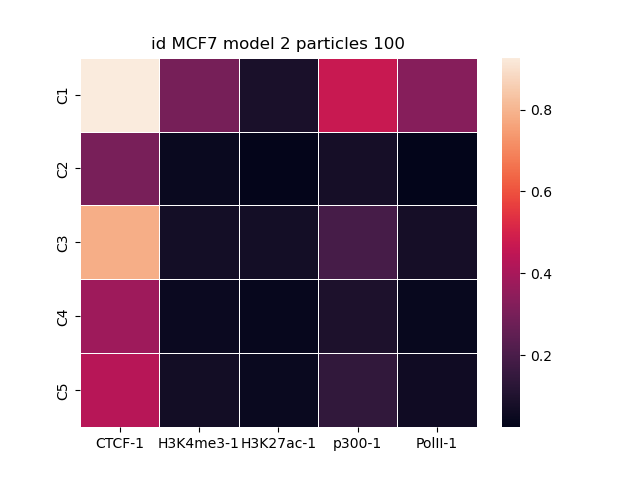 id MCF7 model 2 particles 100
C1
C2
C3
C4
C5
CTCF-1 H3K4me3-1 H3K27ac-1 p300-1 PolII-1
0.8
0.6
0.4
0.2